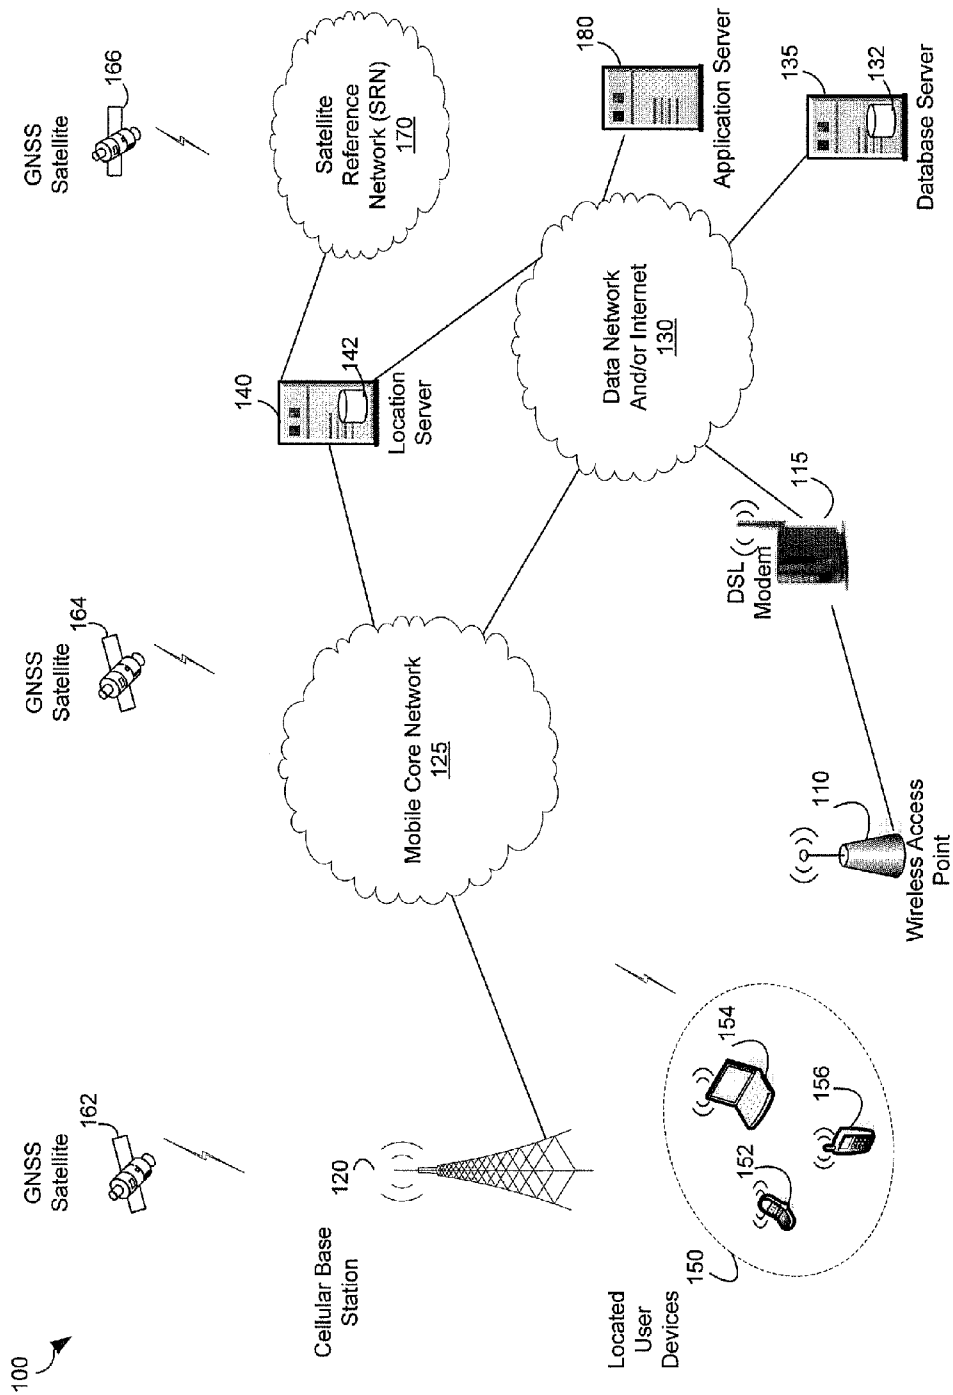 100
GNSS
Satellite
162
GNSS
Satellite
164
GNSS
Satellite
166
Cellular Base
Station
120
Mobile Core Network
125
140
142
Location
Server
Satellite
Reference
Network (SRN)
170
180
Application Server
Data Network
And/or Internet
130
135
132
Database Server
Located
User
Devices
150
152
154
156
110
Wireless Access
Point
DSL
Modem
115